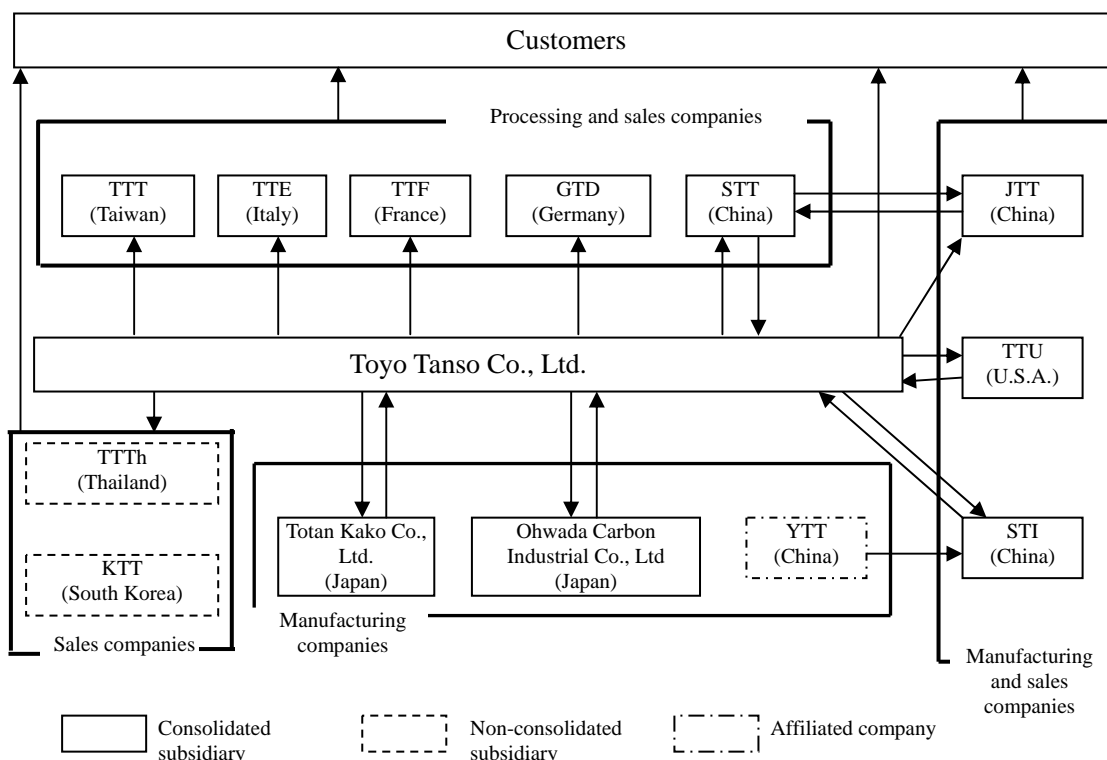 Customers
Processing and sales companies
TTT
(Taiwan)
TTE
(Italy)
TTF
(France)
GTD
(Germany)
STT
(China)
JTT
(China)
Toyo Tanso Co., Ltd.
TTU
(U.S.A.)
TTTh
(Thailand)
KTT
(South Korea)
Sales companies
Totan Kako Co.,
Ltd.
(Japan)
Ohwada Carbon
Industrial Co., Ltd
(Japan)
YTT
(China)
STI
(China)
Manufacturing
companies
Manufacturing
and sales
companies
Consolidated
subsidiary
Non-consolidated
subsidiary
Affiliated company